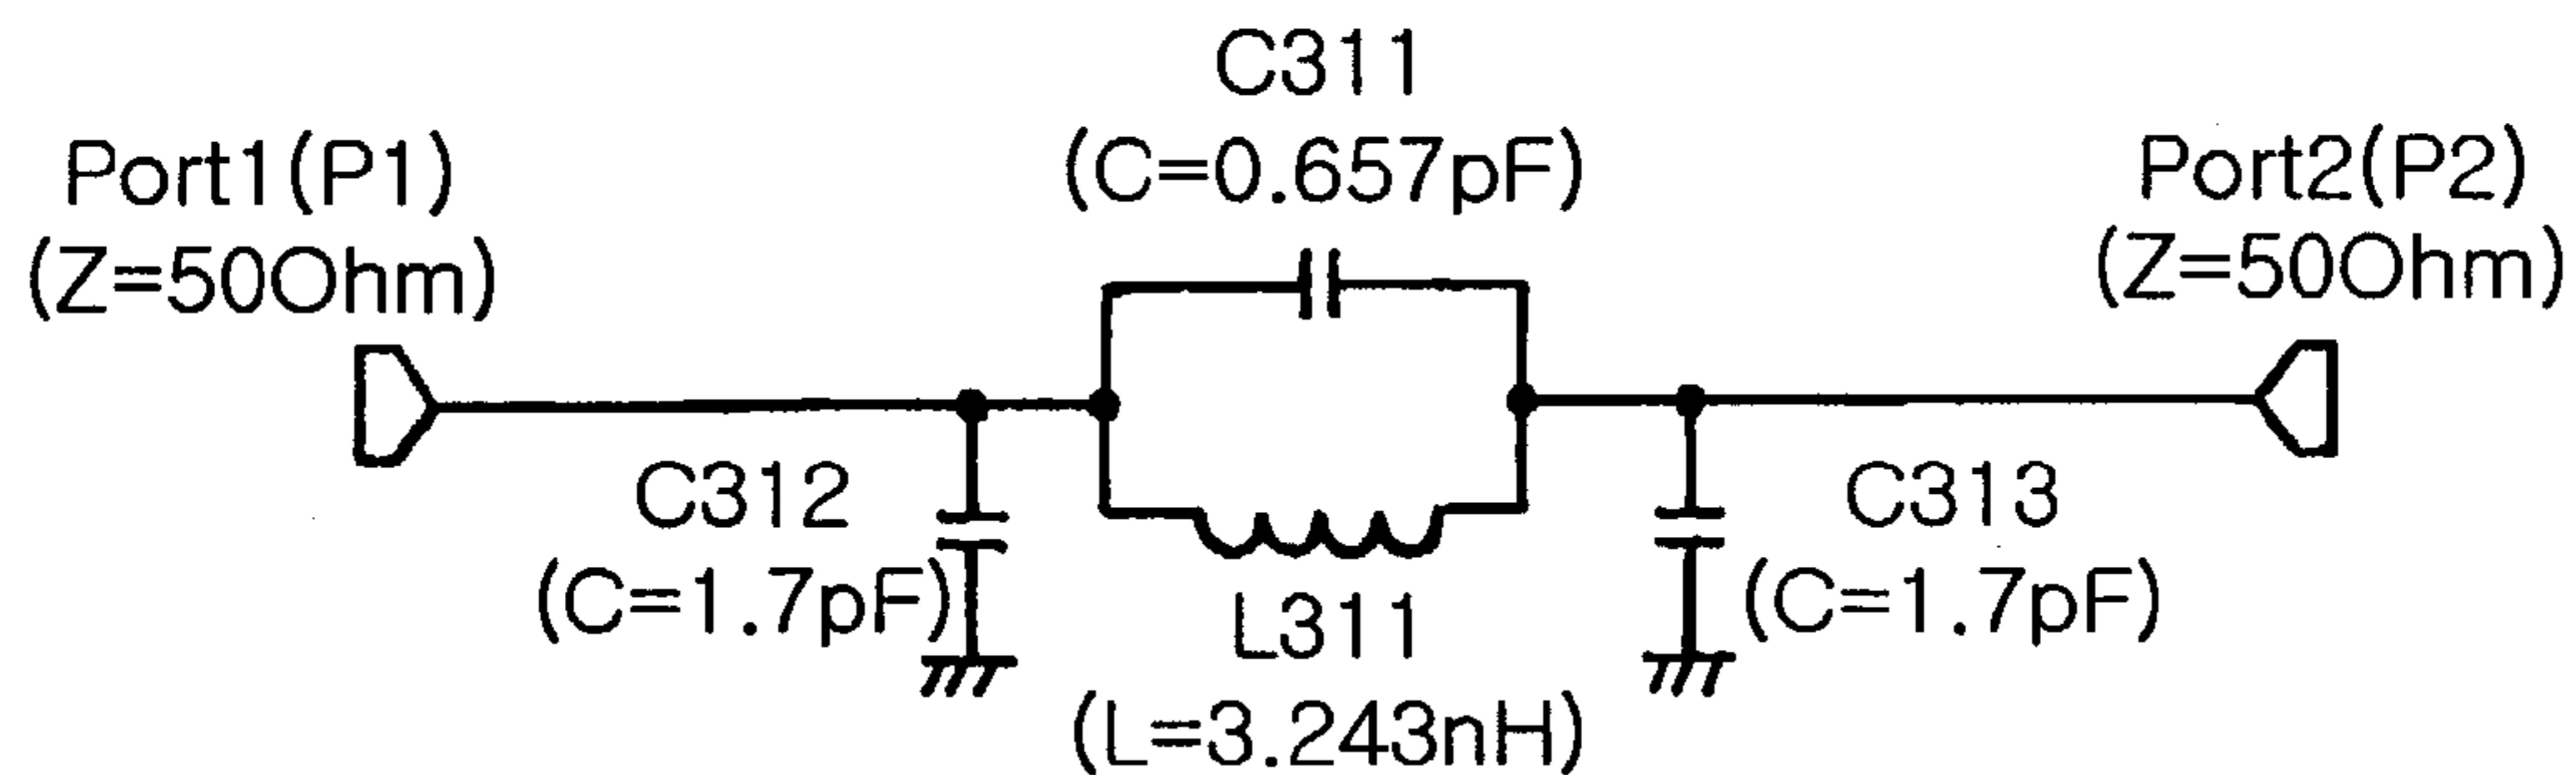 C311
(C=0.657pF)
Port1(P1)
(Z=50Ohm)
Port2(P2)
(Z=50Ohm)
C312
(C=1.7pF)
L311
(L=3.243nH)
C313
(C=1.7pF)